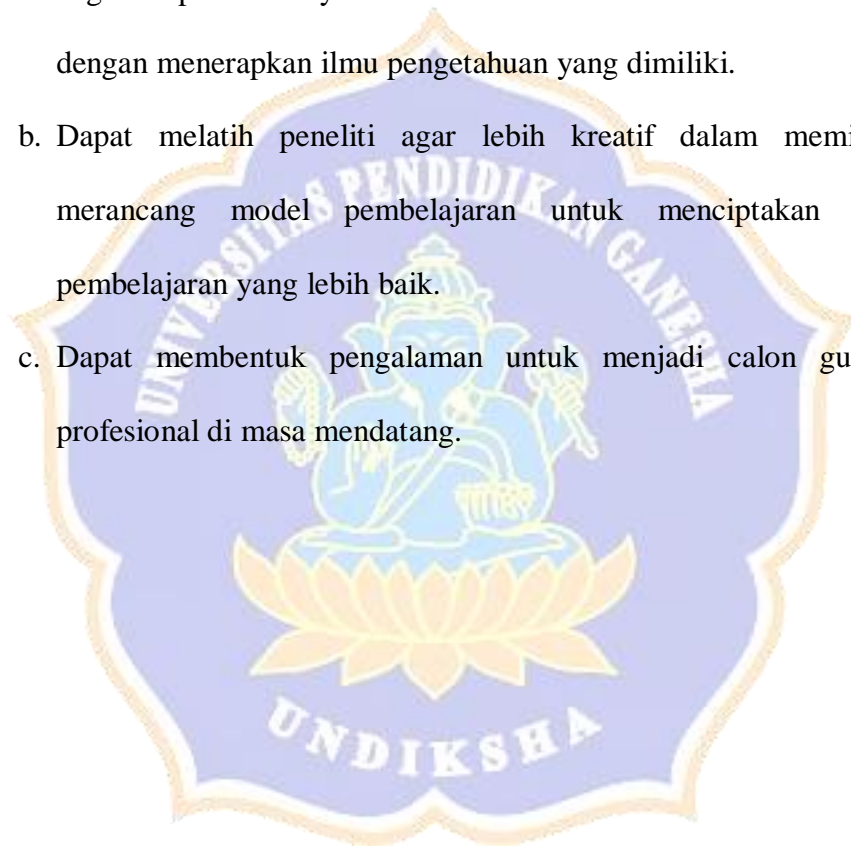 dengan menerapkan ilmu pengetahuan yang dimiliki.
b. Dapat melatih peneliti agar lebih kreatif dalam
merancang model pembelajaran untuk menciptakan
pembelajaran yang lebih baik.
c. Dapat membentuk pengalaman untuk menjadi calon
profesional di masa mendatang.
UNIVERSITAS PENDIDIKAN GANESHA
UNDIKSHA